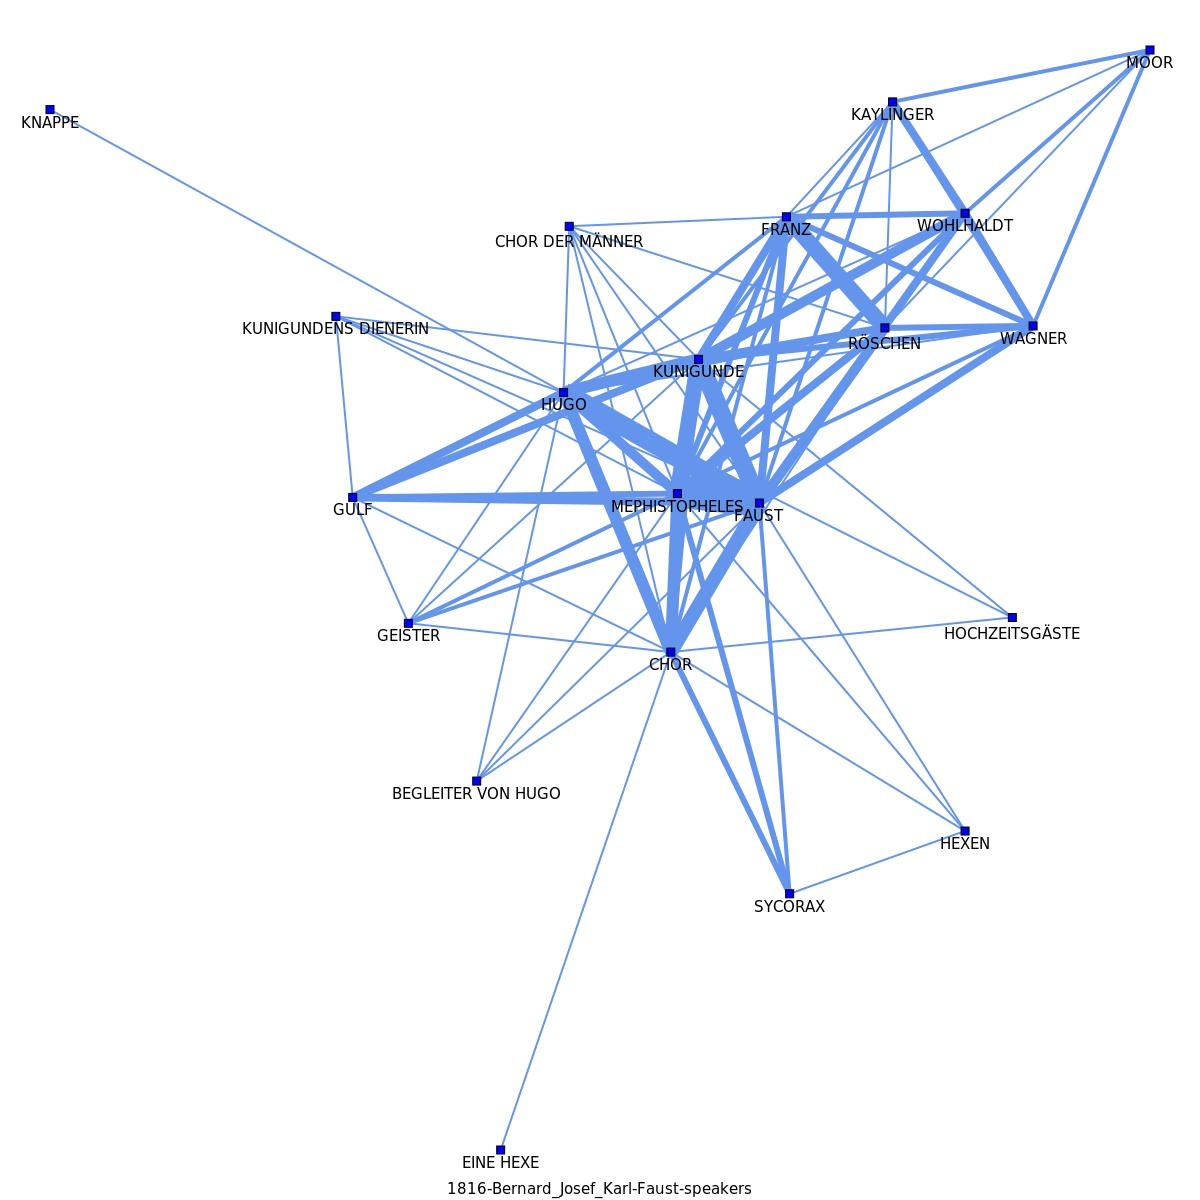 MOOR
KNAPPE
KAYLINGER
FRANZ
WOHLHALDT
CHOR DER MÄNNER
KUNIGUNDENS DIENERIN
RÖSCHEN
WAGNER
KUNIGUNDE
HUGO
GULF
MEPHISTOPHELES
FAUST
GEISTER
HOCHZEITSGÄSTE
CHOR
BEGLEITER VON HUGO
HEXEN
SYCORAX
EINE HEXE
1816-Bernard_Josef_Karl-Faust-speakers